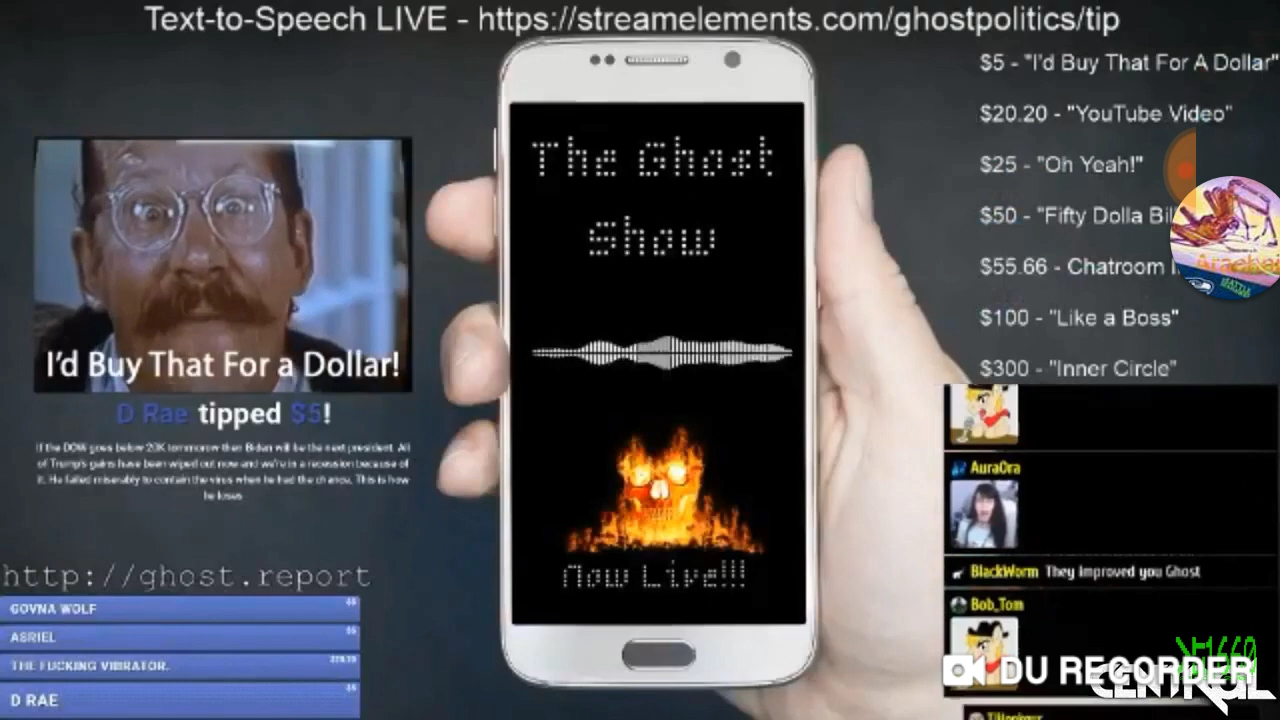 Text-to-Speech LIVE - https://streamelements.com/ghostpolitics/tip
$5 - "I'd Buy That For A Dollar"
$20.20 - "YouTube Video"
$25 - "Oh Yeah!"
$50 - "Fifty Dolla Bil
$55.66 - Chatroom
$100 - "Like a Boss"
$300 - "Inner Circle"
The Ghost
Show
Now Live!!!
I'd Buy That For a Dollar!
D Rae tipped $5!
If the DOW goes below 20K tommorow then Biden will be the next president. All
of Trump's gains have been wiped out now and we're in a recession because of
it. He failed miserably to contain the virus when he had the chance. This is how
he loses
http://ghost.report
GOVNA WOLF
ASRIEL
THE FUCKING VIBRATOR.
D RAE
AuraOra
BlackWorm They improved you Ghost
Bob_Tom
DU RECORDER